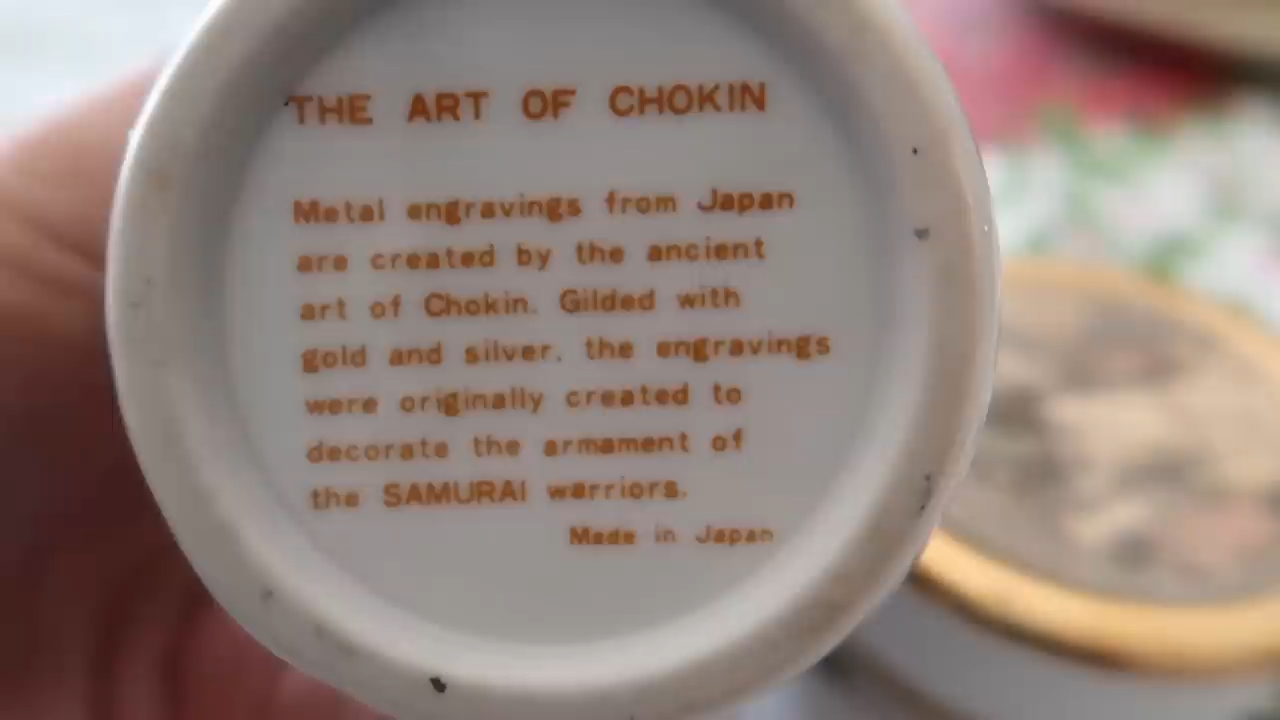 THE ART OF CHOKIN
Metal engravings from Japan
are created by the ancient
art of Chokin. Gilded with
gold and silver, the engravings
were originally created to
decorate the armament of
the SAMURAI warriors.
Made in Japan